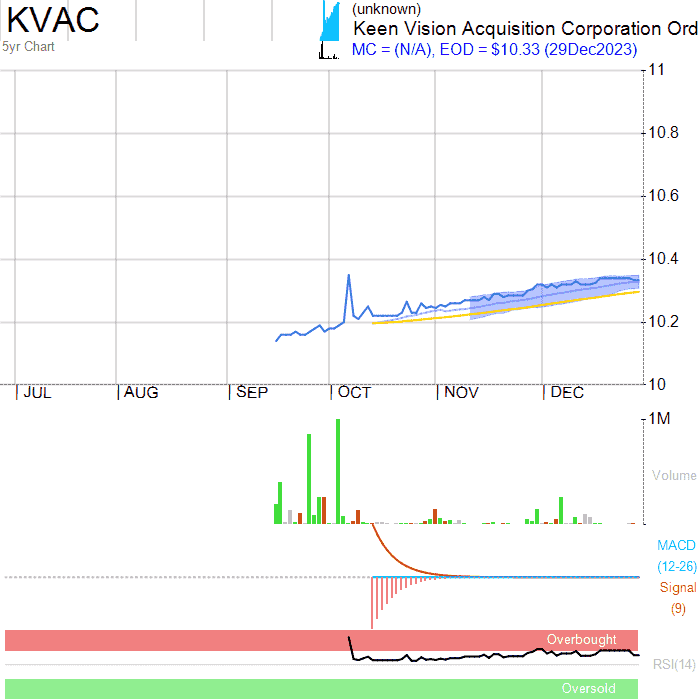 KVAC
5yr Chart
(unknown)
Keen Vision Acquisition Corporation Ord
MC = (N/A), EOD = $10.33 (29Dec2023)
11
10.8
10.6
10.4
10.2
10
JUL AUG SEP OCT NOV DEC
1M
Volume
MACD
(12-26)
Signal
(9)
Overbought
RSI(14)
Oversold